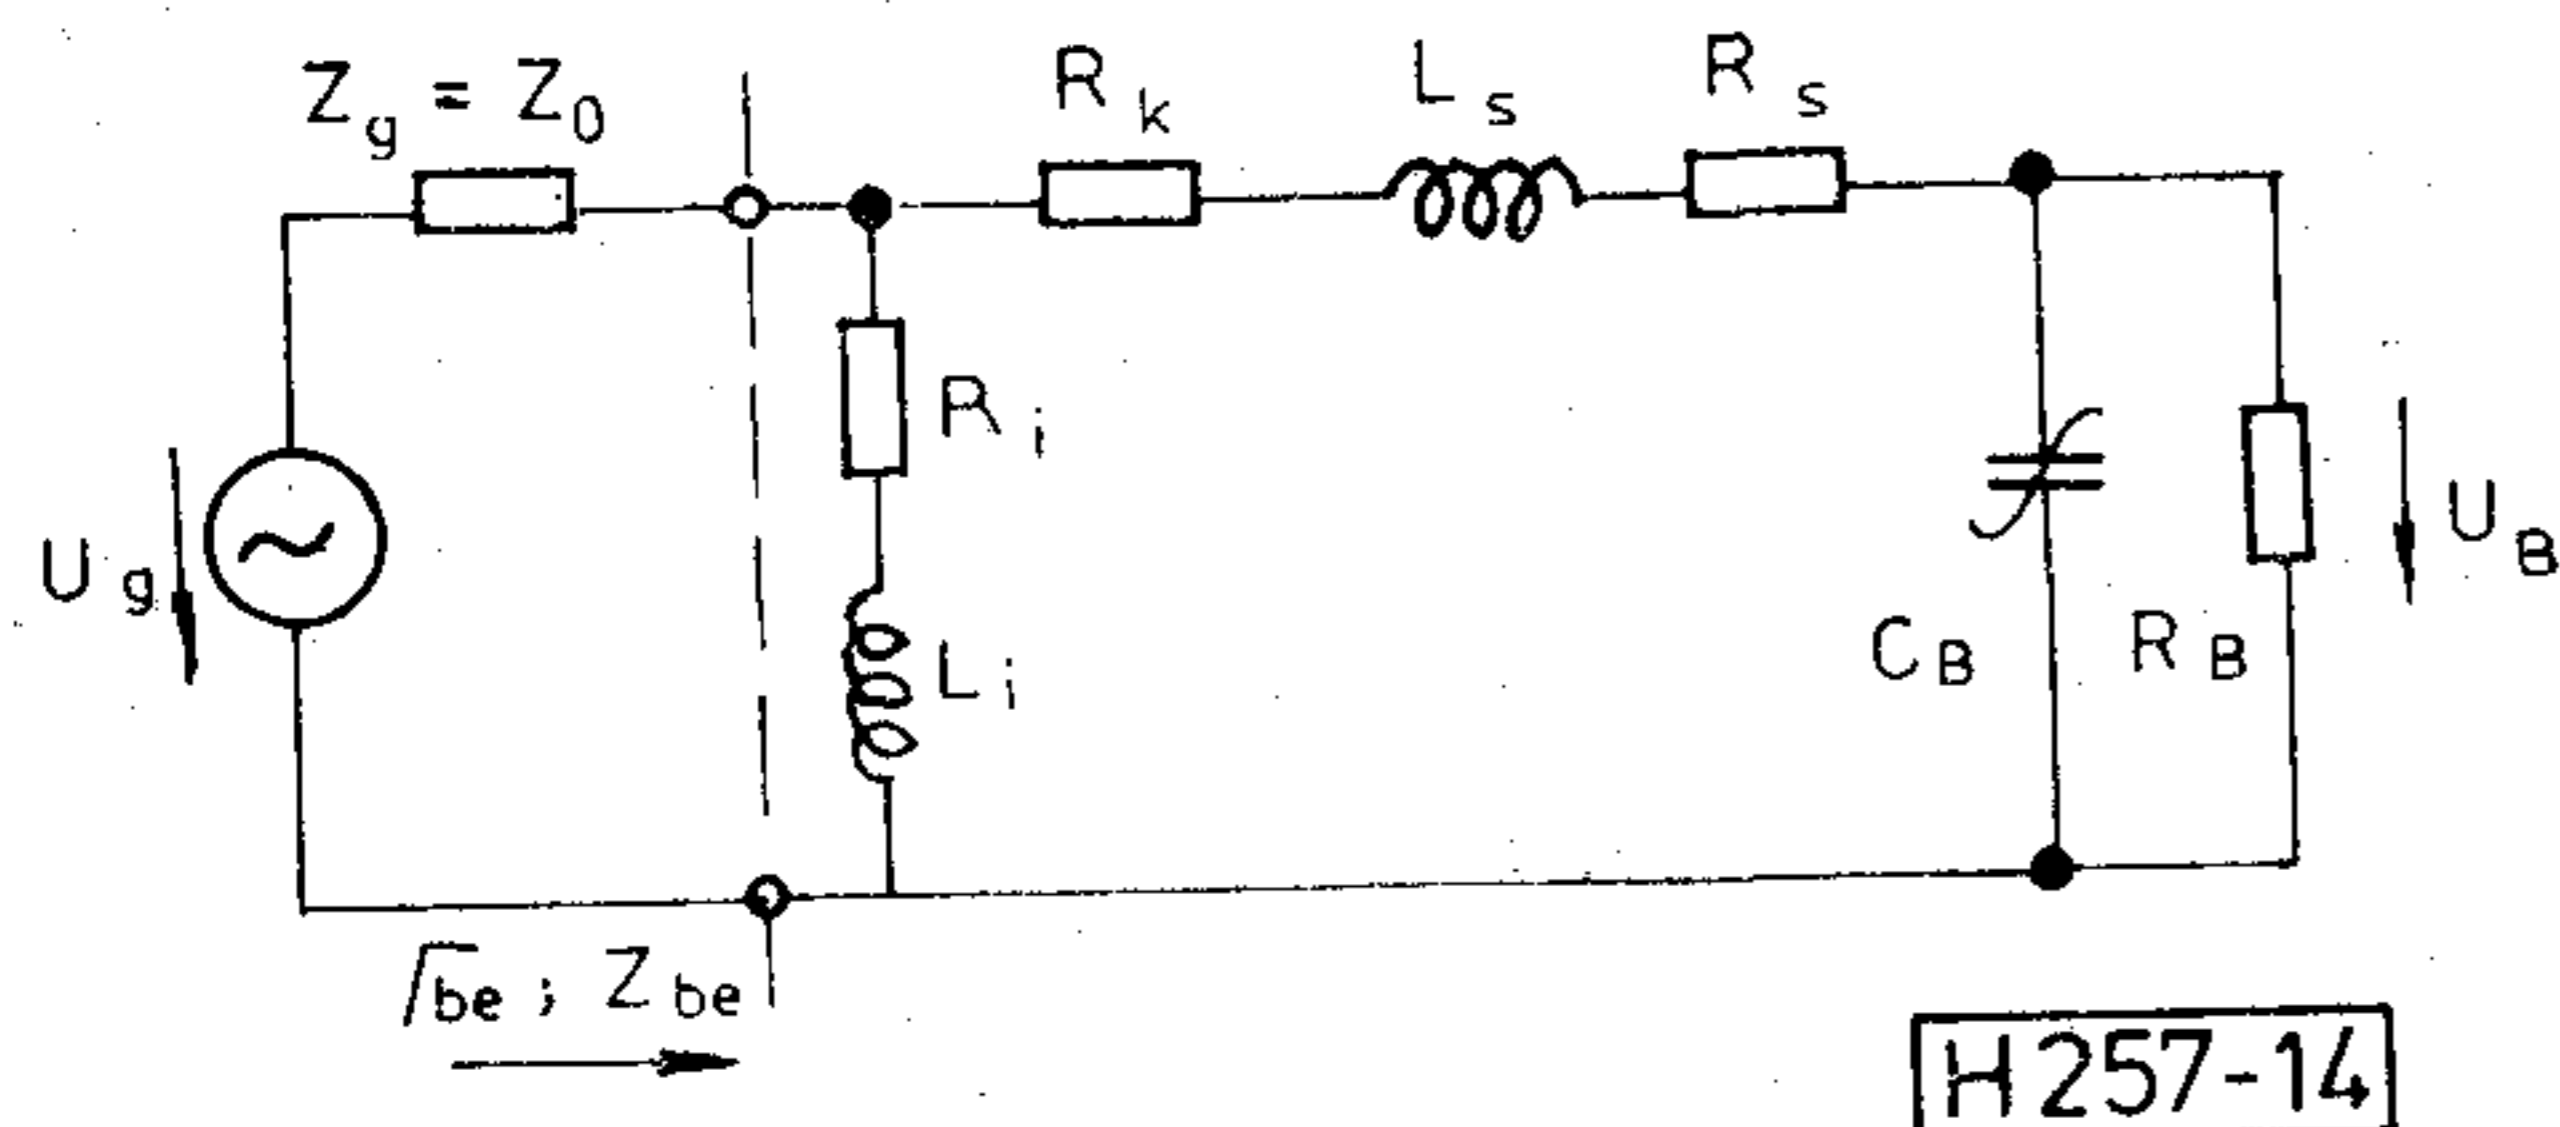 Z_g = Z_0
R_k
L_s
R_s
R_i
U_g
L_i
C_B
R_B
U_B
Γ_be ; Z_be
H257-14